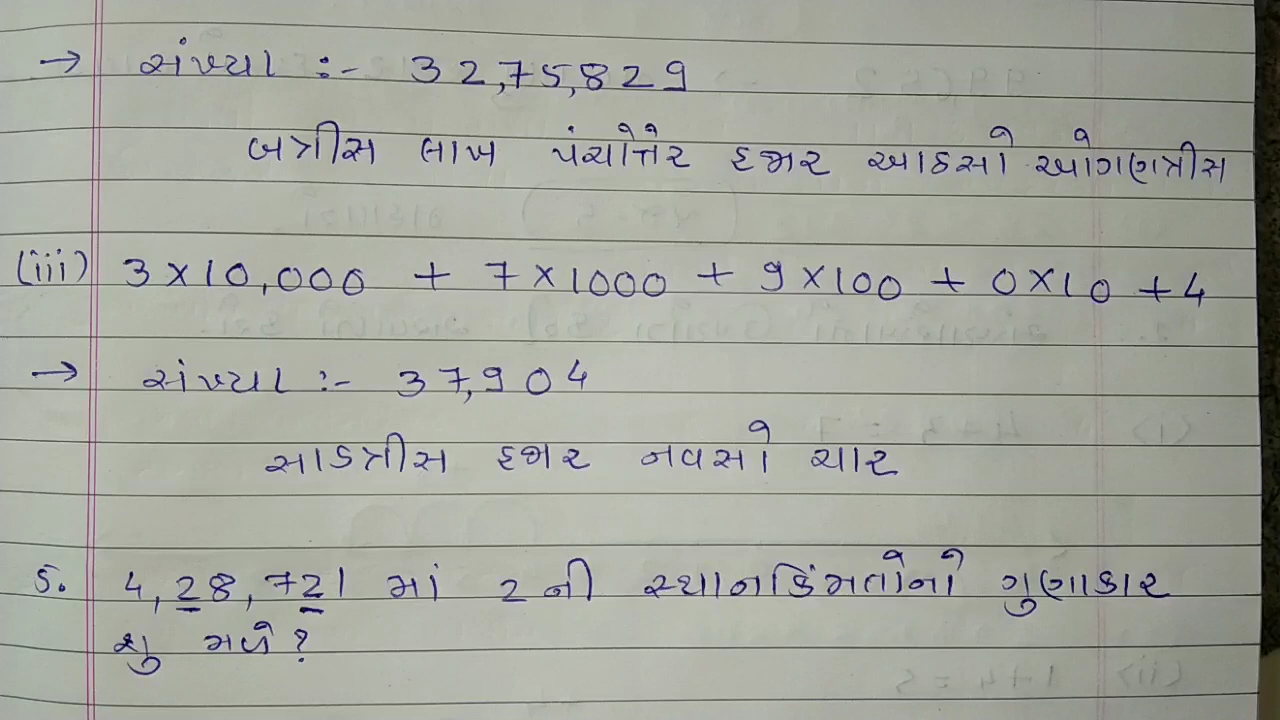 → સંખ્યા :- 32,75,829
બત્રીસ લાખ પંચોત્તેર હજાર આઠસો ઓગણત્રીસ
(iii) 3×10,000 + 7×1000 + 9×100 + 0×10 + 4
→ સંખ્યા :- 37,904
સાડત્રીસ હજાર નવસો ચાર
5. 4,28,721 માં 2ની સ્થાનકિંમતોનો ગુણાકાર
શું મળે?